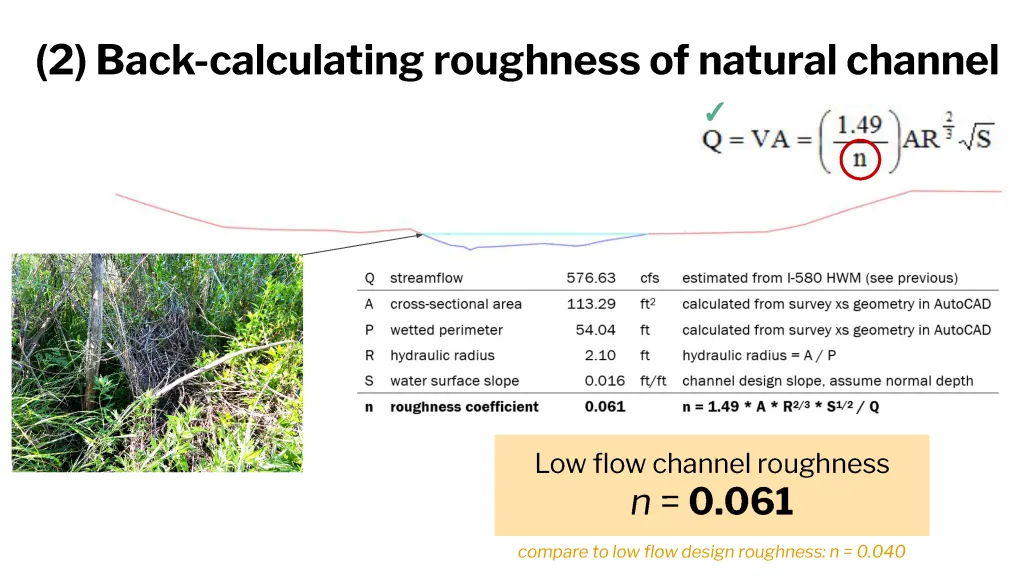 (2) Back-calculating roughness of natural channel
✓
Q = VA = (1.49/n) AR^2/3 √S
Q streamflow 576.63 cfs estimated from I-580 HWM (see previous)
A cross-sectional area 113.29 ft² calculated from survey xs geometry in AutoCAD
P wetted perimeter 54.04 ft calculated from survey xs geometry in AutoCAD
R hydraulic radius 2.10 ft hydraulic radius = A / P
S water surface slope 0.016 ft/ft channel design slope, assume normal depth
n roughness coefficient 0.061 n = 1.49 * A * R^2/3 * S^1/2 / Q
Low flow channel roughness
n = 0.061
compare to low flow design roughness: n = 0.040